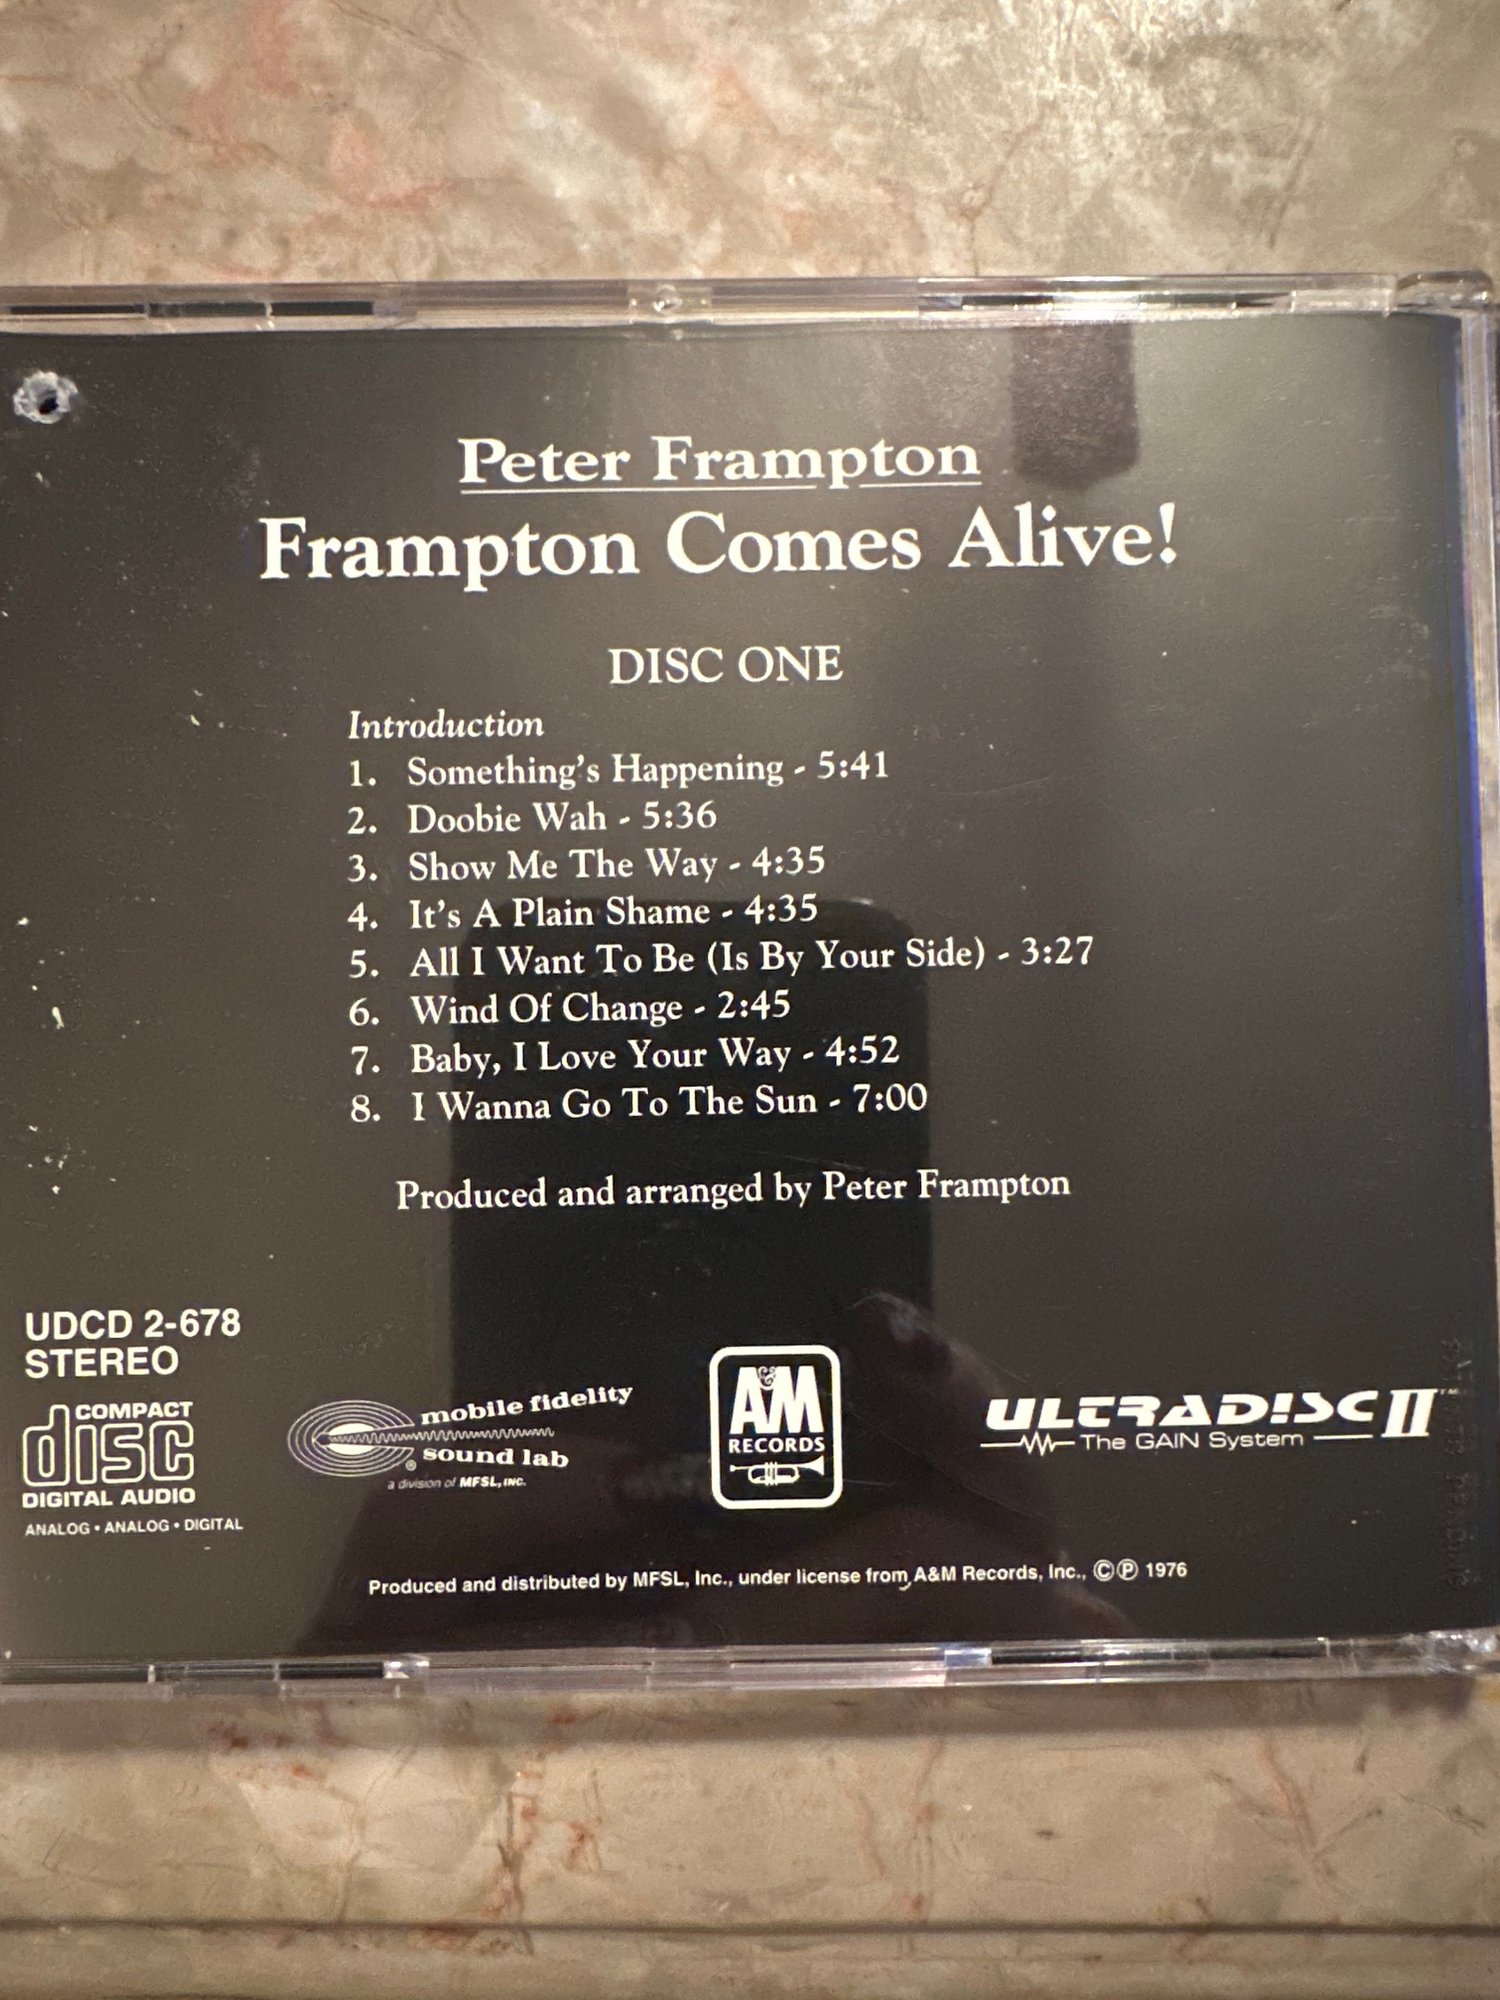 Peter Frampton
Frampton Comes Alive!
DISC ONE
Introduction
1. Something's Happening - 5:41
2. Doobie Wah - 5:36
3. Show Me The Way - 4:35
4. It's A Plain Shame - 4:35
5. All I Want To Be (Is By Your Side) - 3:27
6. Wind Of Change - 2:45
7. Baby, I Love Your Way - 4:52
8. I Wanna Go To The Sun - 7:00
Produced and arranged by Peter Frampton
UDCD 2-678
STEREO
COMPACT
disc
DIGITAL AUDIO
ANALOG • ANALOG • DIGITAL
mobile fidelity
® sound lab
a division of MFSL, INC.
A&M
RECORDS
ULTRADISC II™
The GAIN System
Produced and distributed by MFSL, Inc., under license from A&M Records, Inc., ©℗ 1976